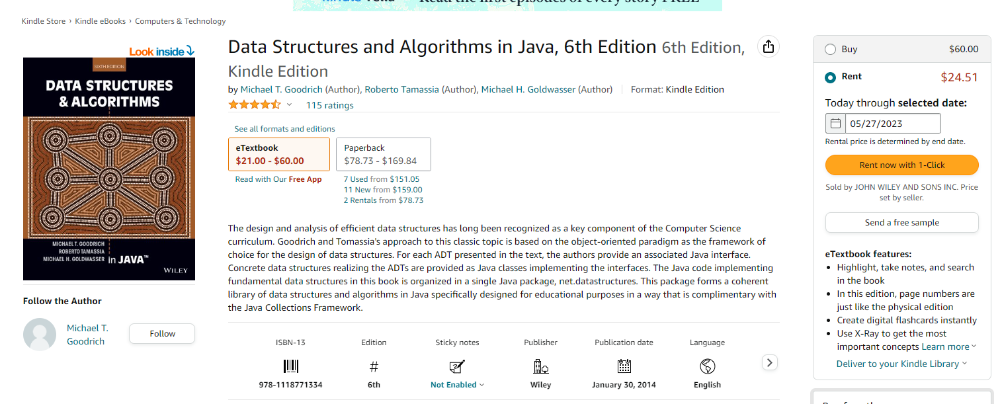 Read the first episodes of every story FREE
Kindle Store › Kindle eBooks › Computers & Technology
Look inside
SIXTH EDITION
DATA STRUCTURES
& ALGORITHMS
MICHAEL T. GOODRICH
ROBERTO TAMASSIA
MICHAEL H. GOLDWASSER in JAVA™
WILEY
Follow the Author
Michael T.
Goodrich
Follow
Data Structures and Algorithms in Java, 6th Edition 6th Edition,
Kindle Edition
by Michael T. Goodrich (Author), Roberto Tamassia (Author), Michael H. Goldwasser (Author) Format: Kindle Edition
115 ratings
See all formats and editions
eTextbook
$21.00 - $60.00
Read with Our Free App
Paperback
$78.73 - $169.84
7 Used from $151.05
11 New from $159.00
2 Rentals from $78.73
The design and analysis of efficient data structures has long been recognized as a key component of the Computer Science
curriculum. Goodrich and Tomassia's approach to this classic topic is based on the object-oriented paradigm as the framework of
choice for the design of data structures. For each ADT presented in the text, the authors provide an associated Java interface.
Concrete data structures realizing the ADTs are provided as Java classes implementing the interfaces. The Java code implementing
fundamental data structures in this book is organized in a single Java package, net.datastructures. This package forms a coherent
library of data structures and algorithms in Java specifically designed for educational purposes in a way that is complimentary with
the Java Collections Framework.
ISBN-13
978-1118771334
Edition
#
6th
Sticky notes
Not Enabled
Publisher
Wiley
Publication date
January 30, 2014
Language
English
Buy $60.00
Rent $24.51
Today through selected date:
05/27/2023
Rental price is determined by end date.
Rent now with 1-Click
Sold by JOHN WILEY AND SONS INC. Price
set by seller.
Send a free sample
eTextbook features:
• Highlight, take notes, and search
in the book
• In this edition, page numbers are
just like the physical edition
• Create digital flashcards instantly
• Use X-Ray to get the most
important concepts Learn more
Deliver to your Kindle Library